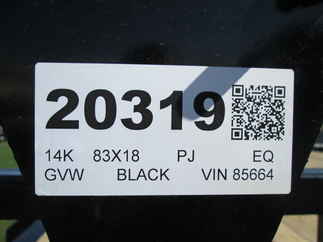 20319
14K 83X18 PJ EQ
GVW BLACK VIN 85664